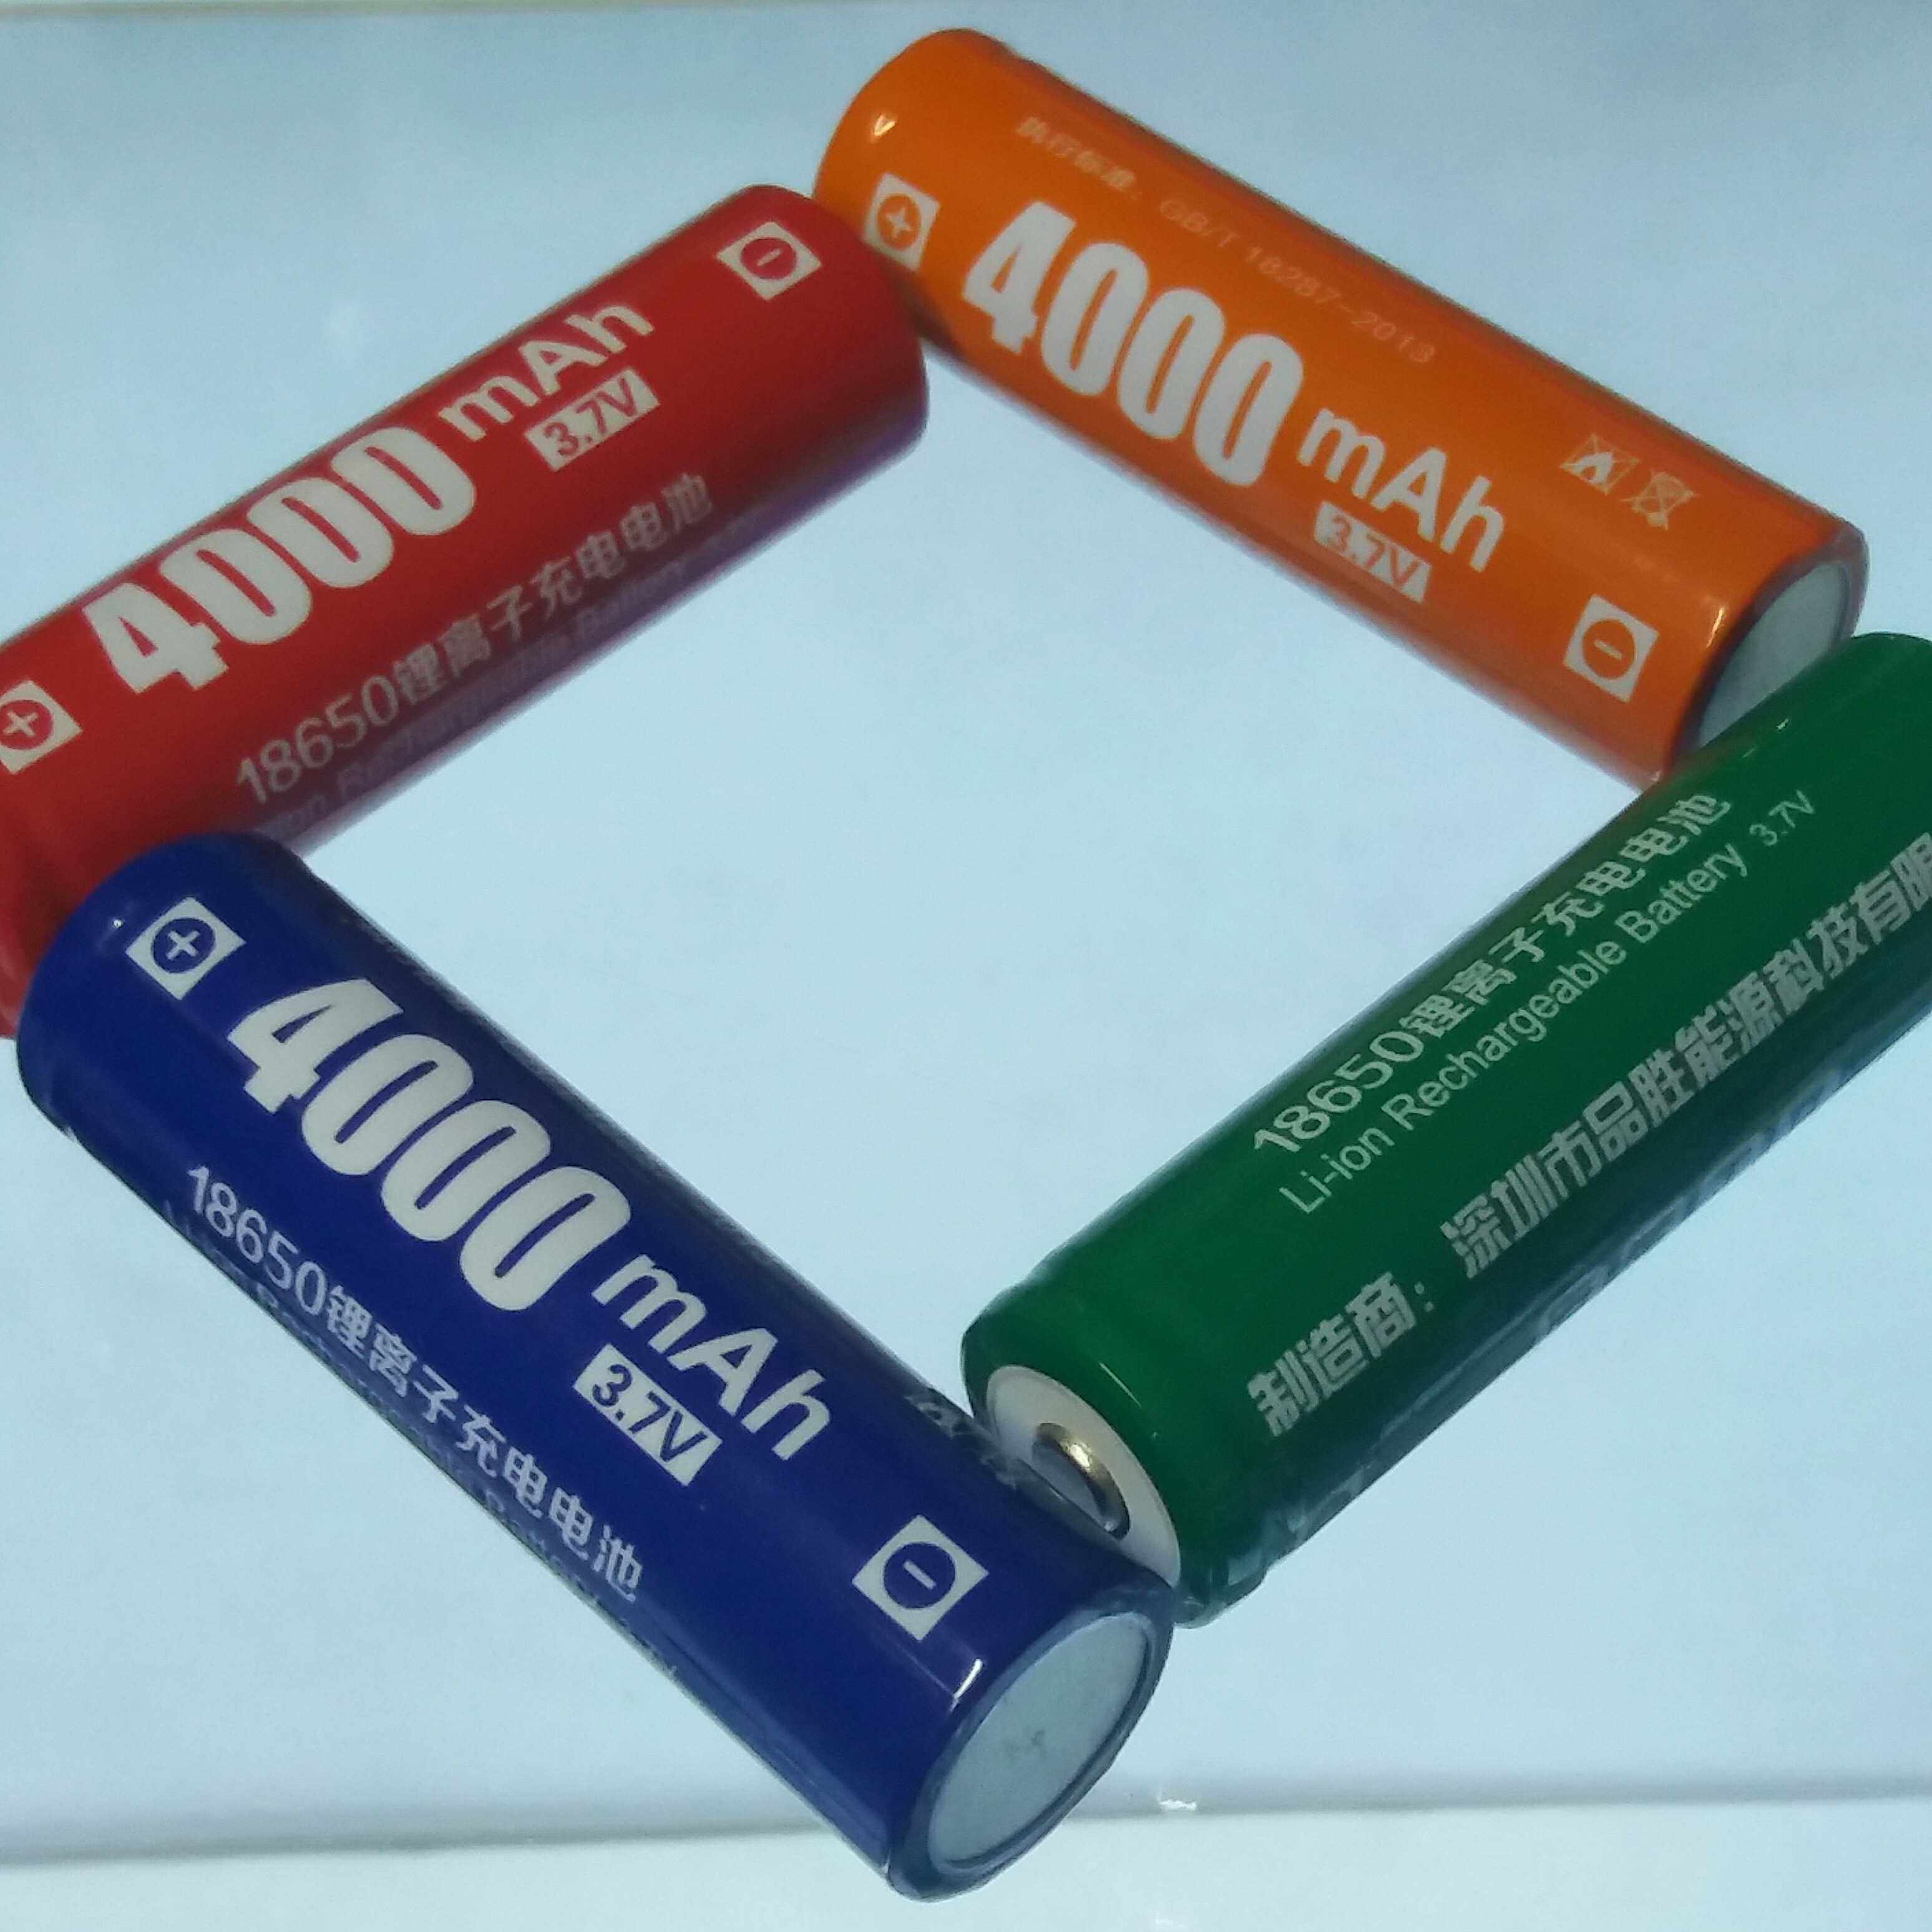 执行标准：GB/T 18287-2013
+
4000 mAh
3.7V
-
-
4000 mAh
3.7V
+
18650锂离子充电电池
ion Rechargeable Battery
+
4000 mAh
3.7V
-
18650锂离子充电电池
18650锂离子充电电池
Li-ion Rechargeable Battery 3.7V
制造商：深圳市品胜能源科技有限